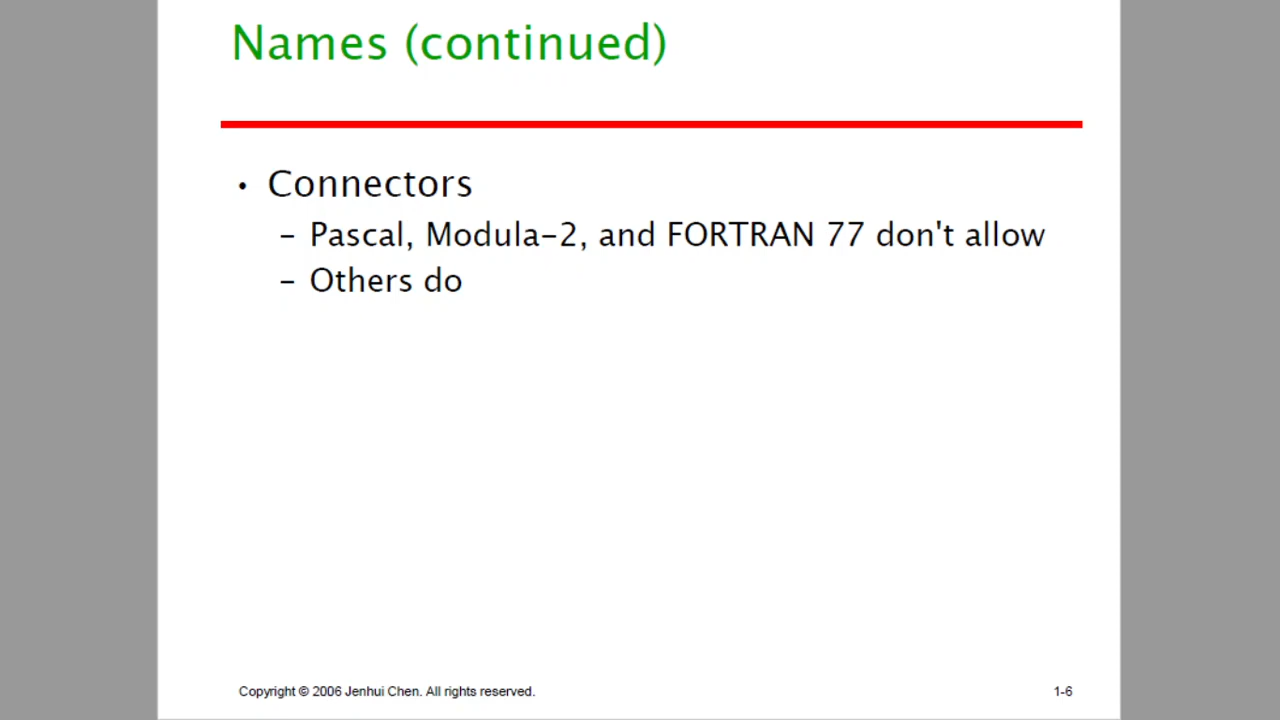 Names (continued)
• Connectors
– Pascal, Modula-2, and FORTRAN 77 don't allow
– Others do
Copyright © 2006 Jenhui Chen. All rights reserved.
1-6